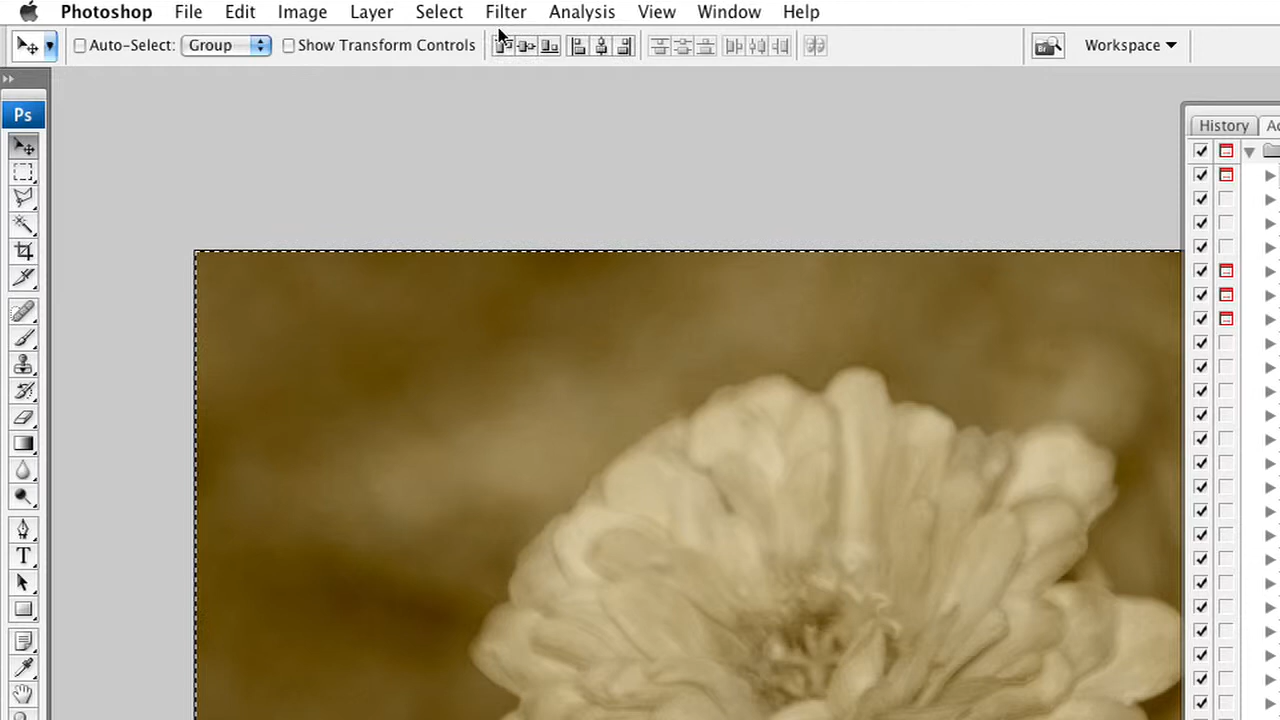 Photoshop File Edit Image Layer Select Filter Analysis View Window Help
Auto-Select: Group Show Transform Controls Br Workspace
Ps
History
T